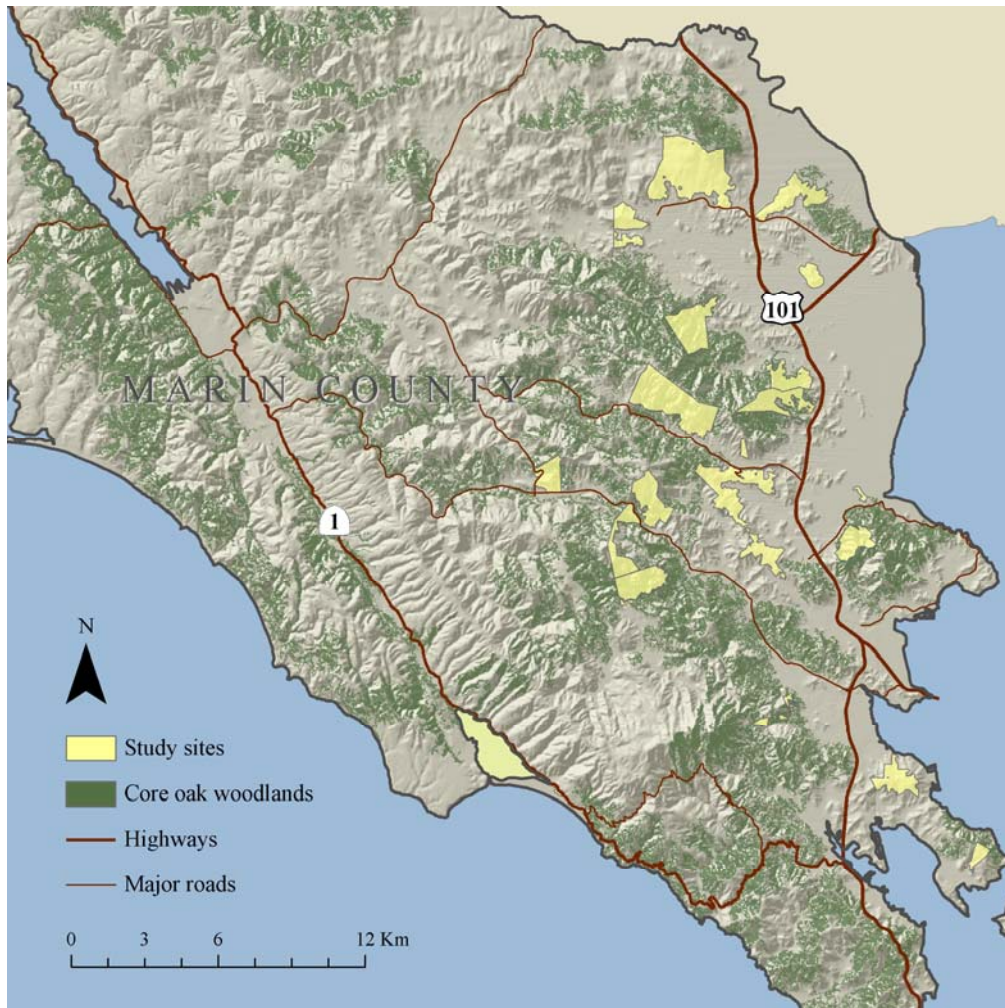 101
MARIN COUNTY
1
N
Study sites
Core oak woodlands
Highways
Major roads
0 3 6 12 Km